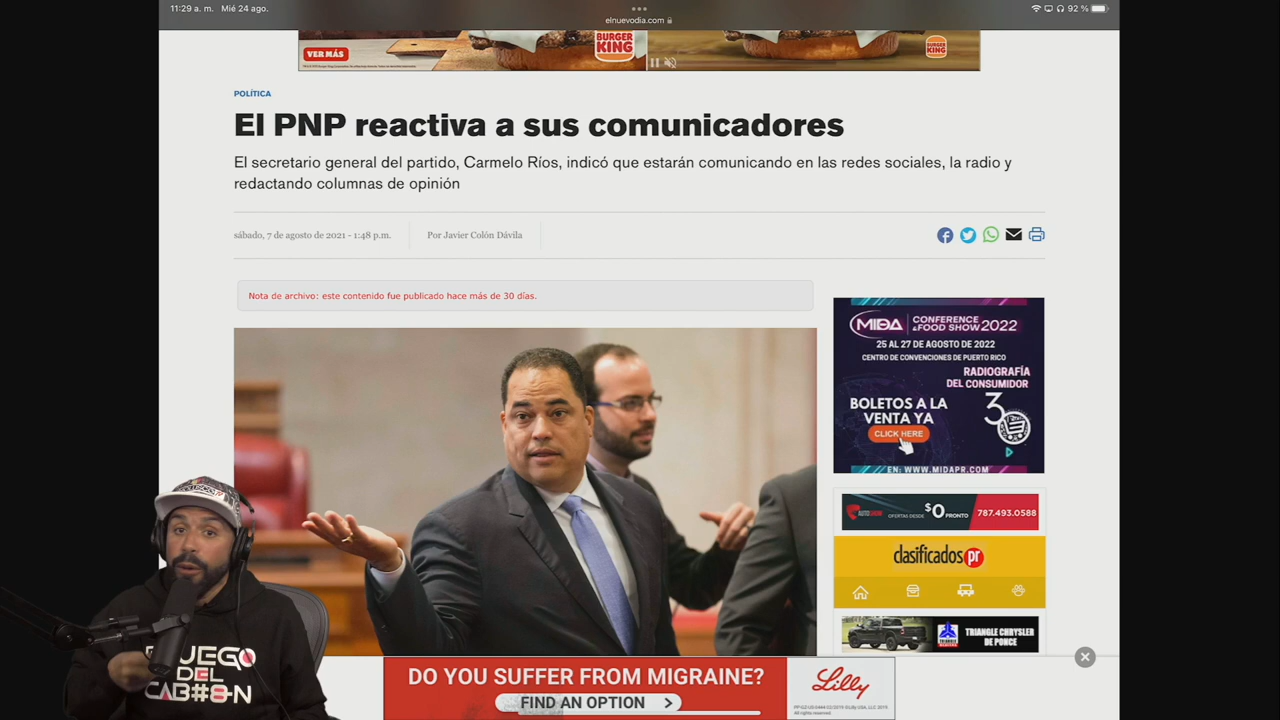 11:29 a. m. Mié 24 ago.
elnuevodia.com
92 %
VER MÁS
BURGER KING
BURGER KING
POLÍTICA
El PNP reactiva a sus comunicadores
El secretario general del partido, Carmelo Ríos, indicó que estarán comunicando en las redes sociales, la radio y
redactando columnas de opinión
sábado, 7 de agosto de 2021 - 1:48 p.m.
Por Javier Colón Dávila
Nota de archivo: este contenido fue publicado hace más de 30 días.
MIDA CONFERENCE
& FOOD SHOW 2022
25 AL 27 DE AGOSTO DE 2022
CENTRO DE CONVENCIONES DE PUERTO RICO
RADIOGRAFÍA
DEL CONSUMIDOR
BOLETOS A LA
VENTA YA
CLICK HERE
EN: WWW.MIDAPR.COM
OFERTAS DESDE $0 PRONTO
787.493.0588
clasificados pr
TRIANGLE CHRYSLER
DE PONCE
JUEGO
DEL
CAB#8-N
DO YOU SUFFER FROM MIGRAINE?
FIND AN OPTION
Lilly